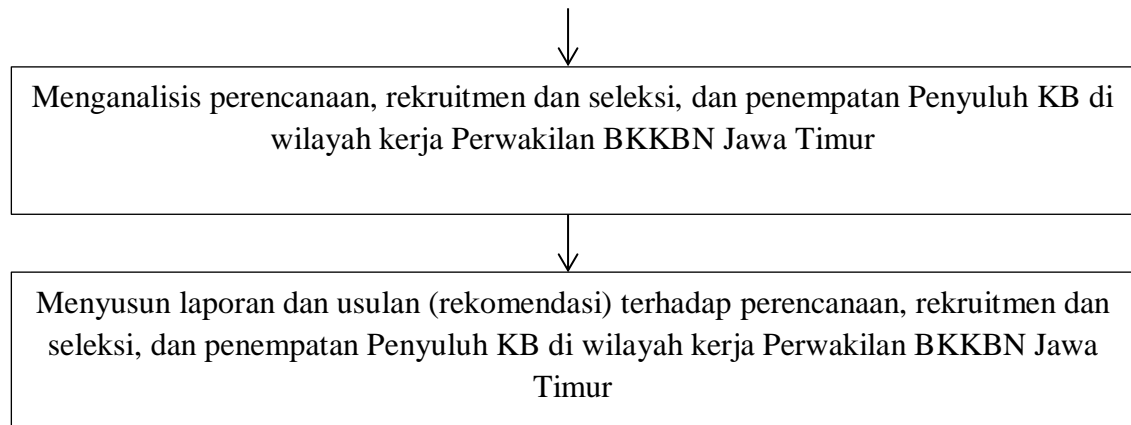 Menganalisis perencanaan, rekruitmen dan seleksi, dan penempatan Penyuluh KB di
wilayah kerja Perwakilan BKKBN Jawa Timur
Menyusun laporan dan usulan (rekomendasi) terhadap perencanaan, rekruitmen dan
seleksi, dan penempatan Penyuluh KB di wilayah kerja Perwakilan BKKBN Jawa
Timur